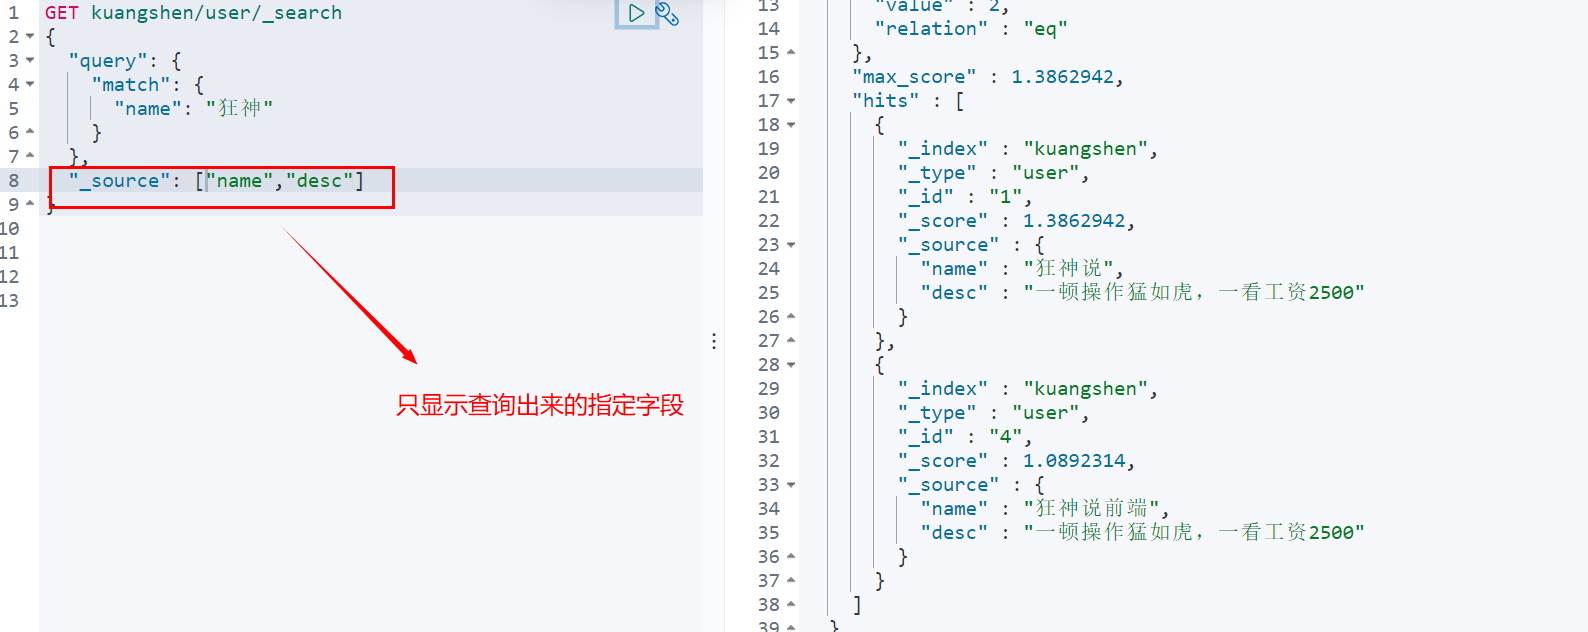 1 GET kuangshen/user/_search
2 {
3 "query": {
4 "match": {
5 "name": "狂神"
6 }
7 },
8 "_source": ["name","desc"]
9 }
10
11
12
13
只显示查询出来的指定字段
13 "value" : 2,
14 "relation" : "eq"
15 },
16 "max_score" : 1.3862942,
17 "hits" : [
18 {
19 "_index" : "kuangshen",
20 "_type" : "user",
21 "_id" : "1",
22 "_score" : 1.3862942,
23 "_source" : {
24 "name" : "狂神说",
25 "desc" : "一顿操作猛如虎，一看工资2500"
26 }
27 },
28 {
29 "_index" : "kuangshen",
30 "_type" : "user",
31 "_id" : "4",
32 "_score" : 1.0892314,
33 "_source" : {
34 "name" : "狂神说前端",
35 "desc" : "一顿操作猛如虎，一看工资2500"
36 }
37 }
38 ]
39 }